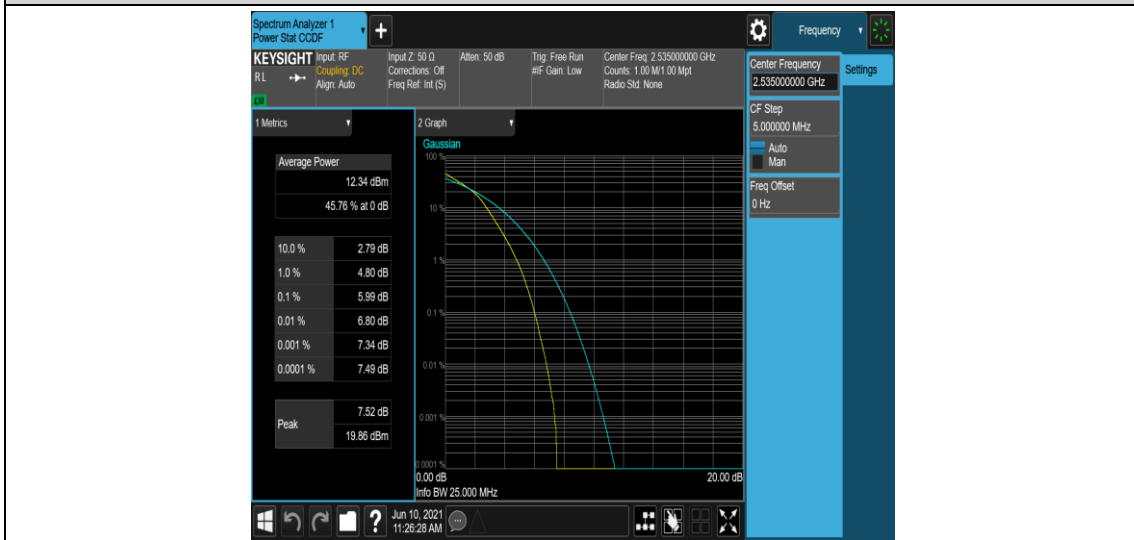 Spectrum Analyzer 1
Power Stat CCDF
+
Frequency
KEYSIGHT
RL
Input: RF
Coupling: DC
Align: Auto
Input Z: 50 Ω
Corrections: Off
Freq Ref: Int (S)
Atten: 50 dB
Trig: Free Run
#IF Gain: Low
Center Freq: 2.535000000 GHz
Counts: 1.00 M/1.00 Mpt
Radio Std: None
Center Frequency
2.535000000 GHz
Settings
CF Step
5.000000 MHz
Auto
Man
Freq Offset
0 Hz
1 Metrics
Average Power
12.34 dBm
45.76 % at 0 dB
10.0 % 2.79 dB
1.0 % 4.80 dB
0.1 % 5.99 dB
0.01 % 6.80 dB
0.001 % 7.34 dB
0.0001 % 7.49 dB
Peak 7.52 dB
19.86 dBm
2 Graph
Gaussian
100 %
10 %
1 %
0.1 %
0.01 %
0.001 %
0.0001 %
0.00 dB 20.00 dB
Info BW 25.000 MHz
?
Jun 10, 2021
11:26:28 AM